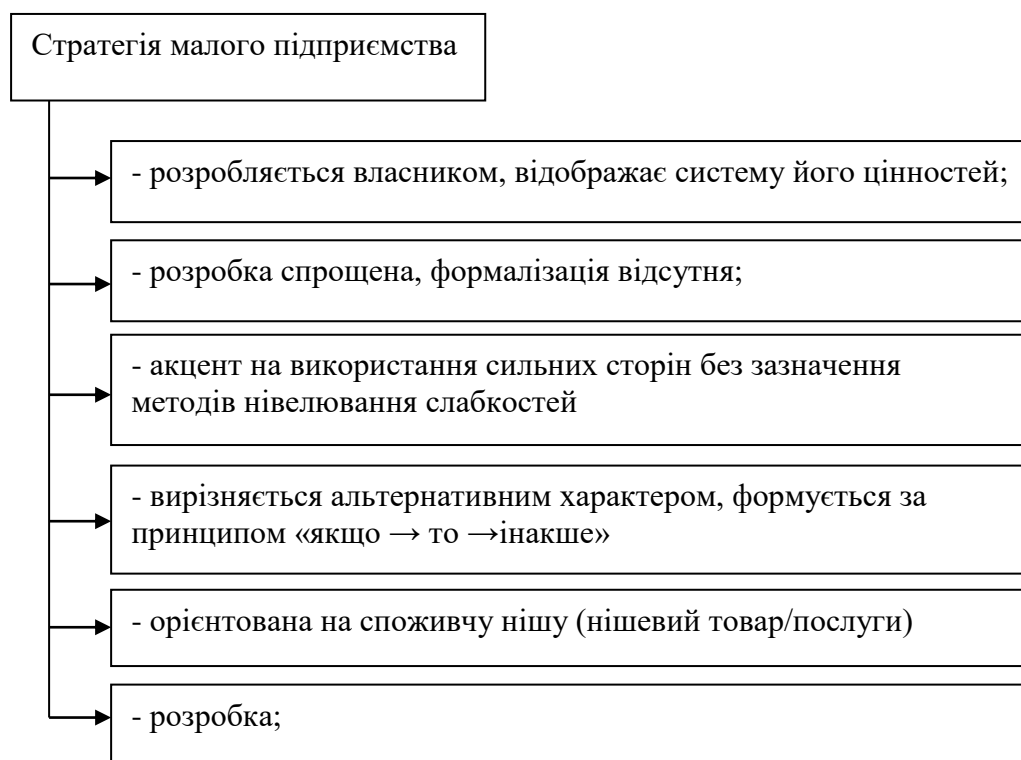 Стратегія малого підприємства
- розробляється власником, відображає систему його цінностей;
- розробка спрощена, формалізація відсутня;
- акцент на використання сильних сторін без зазначення
методів нівелювання слабкостей
- вирізняється альтернативним характером, формується за
принципом «якщо → то →інакше»
- орієнтована на споживчу нішу (нішевий товар/послуги)
- розробка;